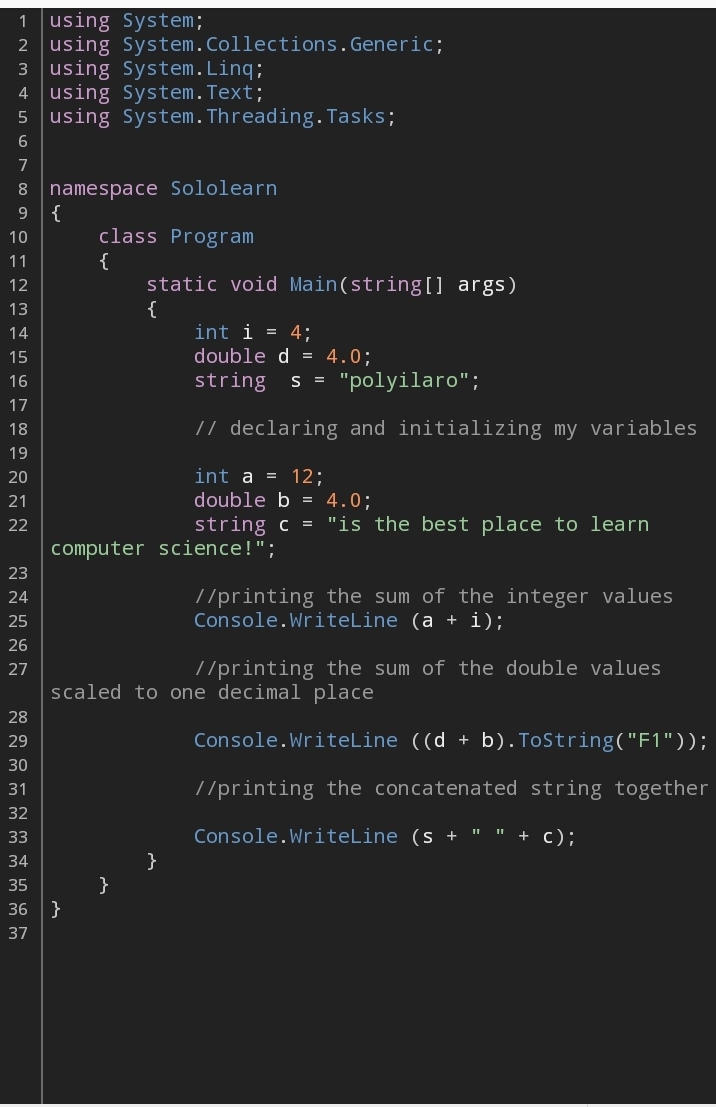 1 using System;
2 using System.Collections.Generic;
3 using System.Linq;
4 using System.Text;
5 using System.Threading.Tasks;
6
7
8 namespace Sololearn
9 {
10     class Program
11     {
12         static void Main(string[] args)
13         {
14             int i = 4;
15             double d = 4.0;
16             string  s = "polyilaro";
17
18             // declaring and initializing my variables
19
20             int a = 12;
21             double b = 4.0;
22             string c = "is the best place to learn
computer science!";
23
24             //printing the sum of the integer values
25             Console.WriteLine (a + i);
26
27             //printing the sum of the double values
scaled to one decimal place
28
29             Console.WriteLine ((d + b).ToString("F1"));
30
31             //printing the concatenated string together
32
33             Console.WriteLine (s + " " + c);
34         }
35     }
36 }
37